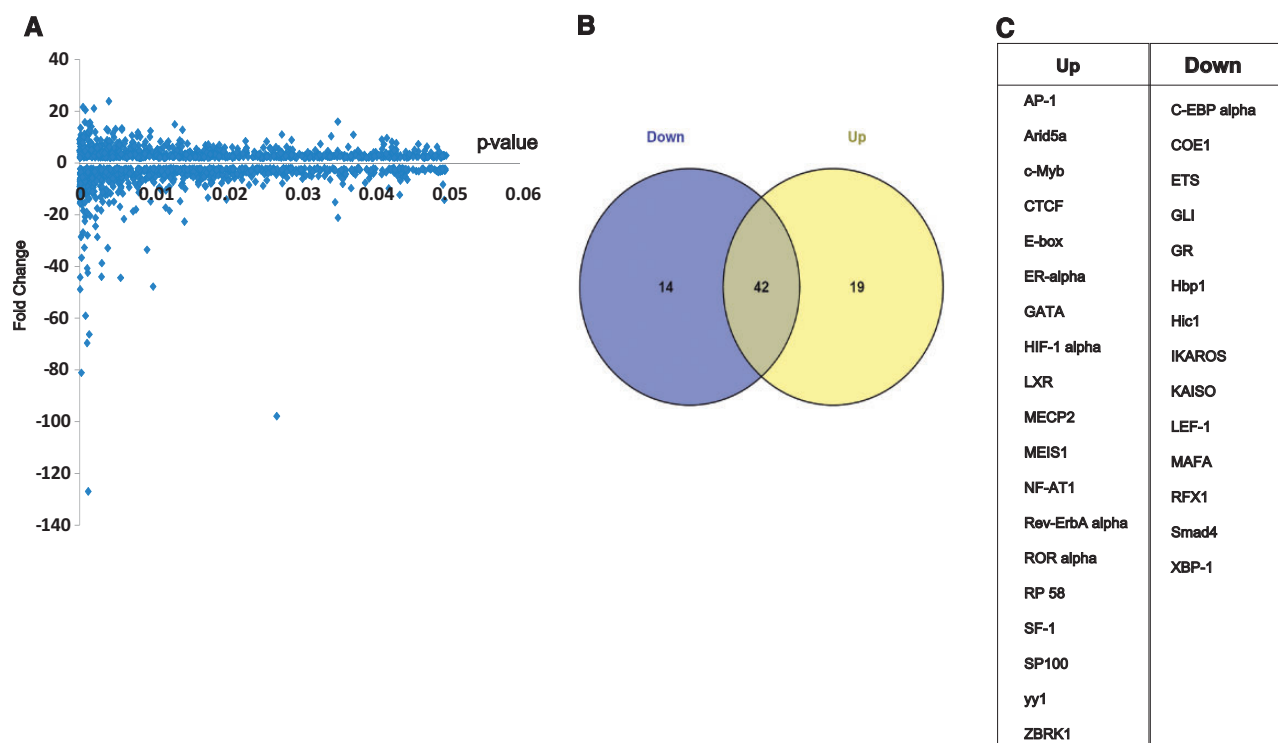 A
40
20
0
-20
-40
-60
-80
-100
-120
-140
Fold Change
p-value
0 0.01 0.02 0.03 0.04 0.05 0.06
B
Down Up
14 42 19
C
Up
AP-1
Arid5a
c-Myb
CTCF
E-box
ER-alpha
GATA
HIF-1 alpha
LXR
MECP2
MEIS1
NF-AT1
Rev-ErbA alpha
ROR alpha
RP 58
SF-1
SP100
yy1
ZBRK1
Down
C-EBP alpha
COE1
ETS
GLI
GR
Hbp1
Hic1
IKAROS
KAISO
LEF-1
MAFA
RFX1
Smad4
XBP-1